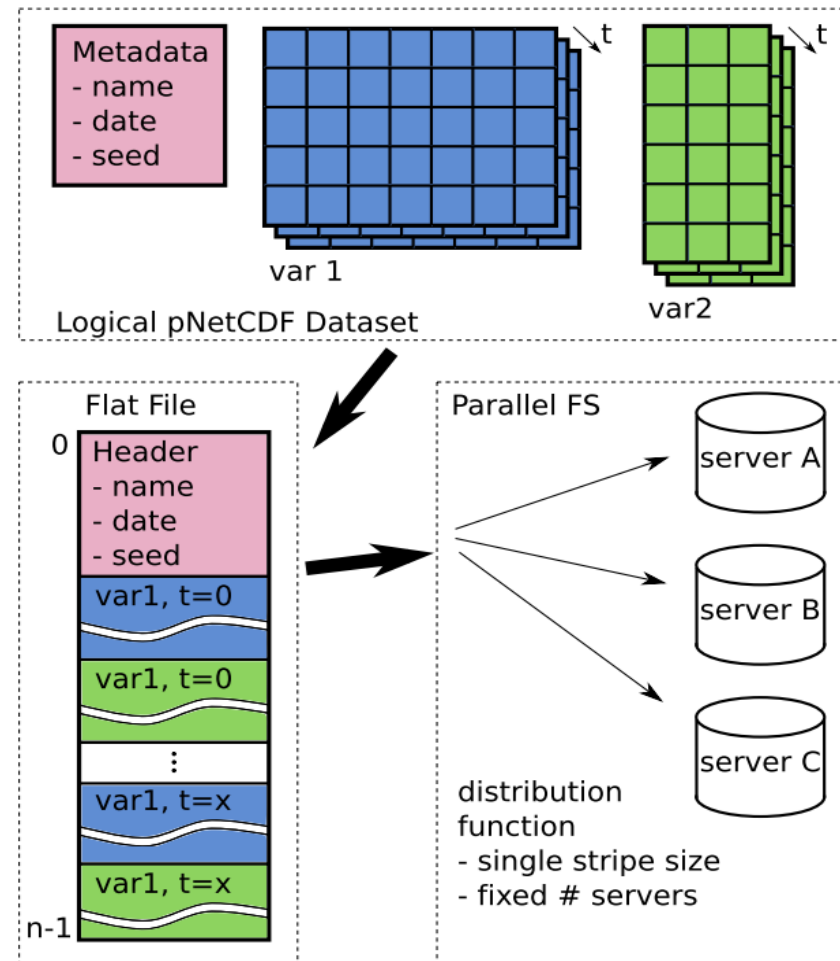 Metadata
- name
- date
- seed
t
t
var 1
var2
Logical pNetCDF Dataset
Flat File
0
Header
- name
- date
- seed
var1, t=0
var1, t=0
...
var1, t=x
var1, t=x
n-1
Parallel FS
server A
server B
server C
distribution
function
- single stripe size
- fixed # servers